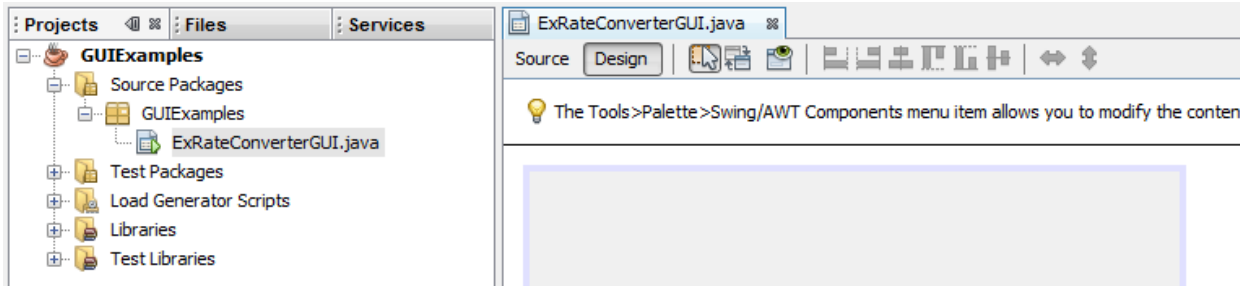 Projects Files Services
GUIExamples
Source Packages
GUIExamples
ExRateConverterGUI.java
Test Packages
Load Generator Scripts
Libraries
Test Libraries
ExRateConverterGUI.java
Source Design
The Tools>Palette>Swing/AWT Components menu item allows you to modify the conten